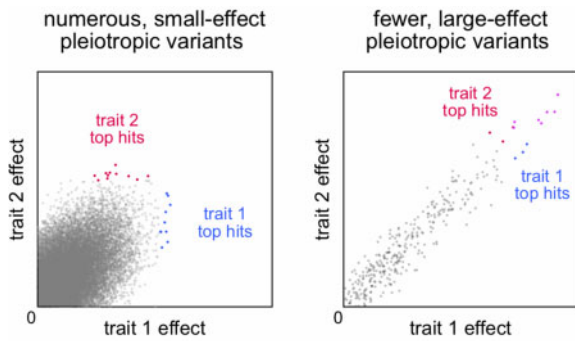 numerous, small-effect
pleiotropic variants
trait 2
top hits
trait 1
top hits
trait 2 effect
0
trait 1 effect
fewer, large-effect
pleiotropic variants
trait 2
top hits
trait 1
top hits
trait 2 effect
0
trait 1 effect